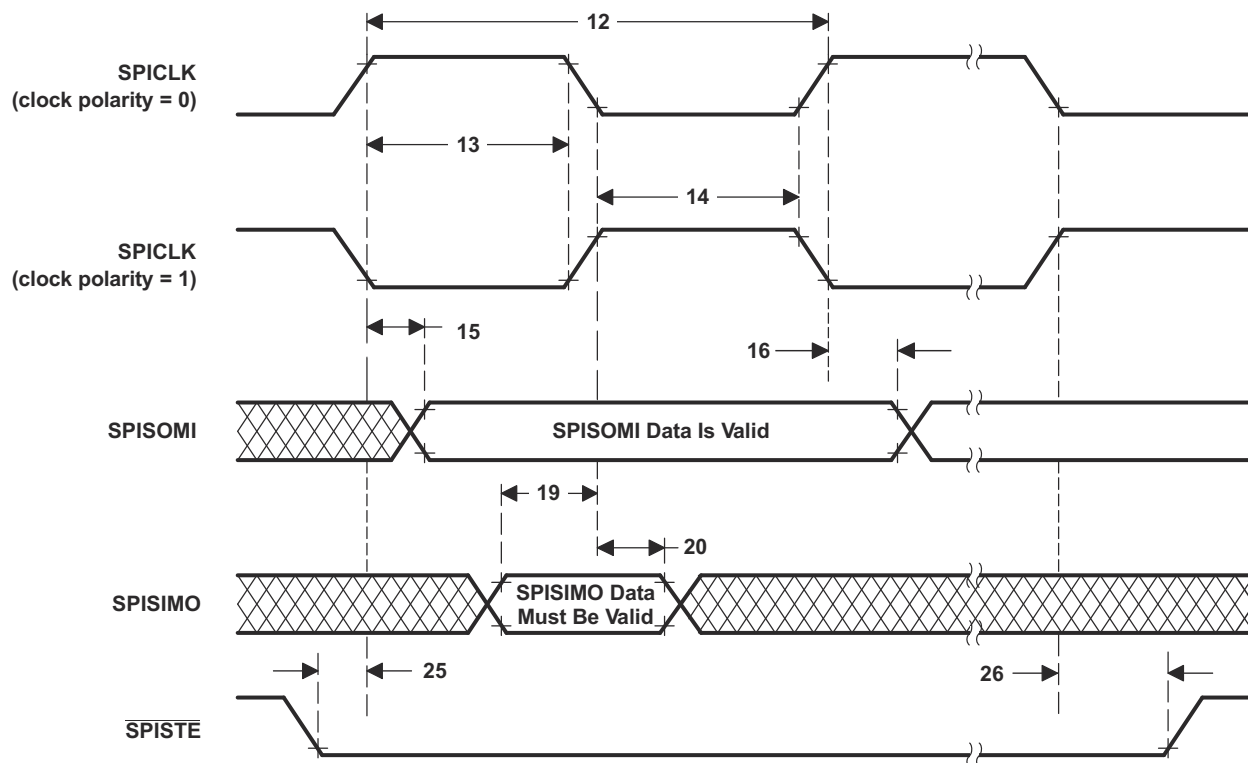 12
SPICLK
(clock polarity = 0)
13
14
SPICLK
(clock polarity = 1)
15
16
SPISOMI
SPISOMI Data Is Valid
19
20
SPISIMO
SPISIMO Data
Must Be Valid
25
26
SPISTE